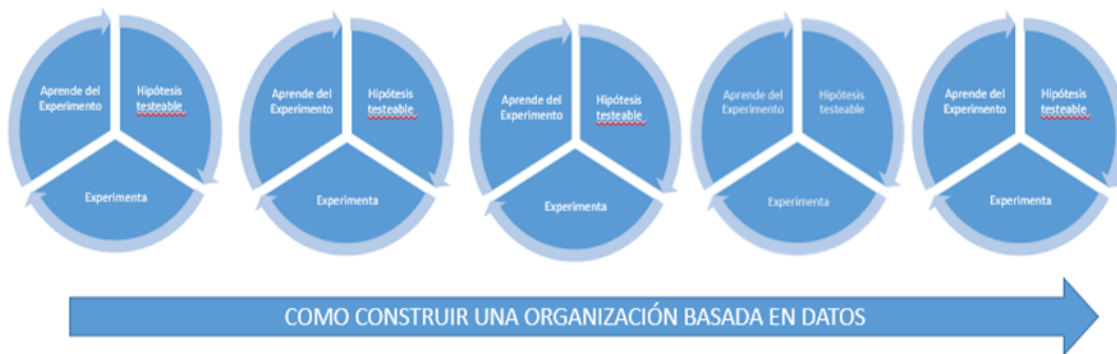 Aprende del
Experimento
Hipótesis
testeable
Experimenta
Aprende del
Experimento
Hipótesis
testeable
Experimenta
Aprende del
Experimento
Hipótesis
testeable
Experimenta
Aprende del
Experimento
Hipótesis
testeable
Experimenta
Aprende del
Experimento
Hipótesis
testeable
Experimenta
COMO CONSTRUIR UNA ORGANIZACIÓN BASADA EN DATOS